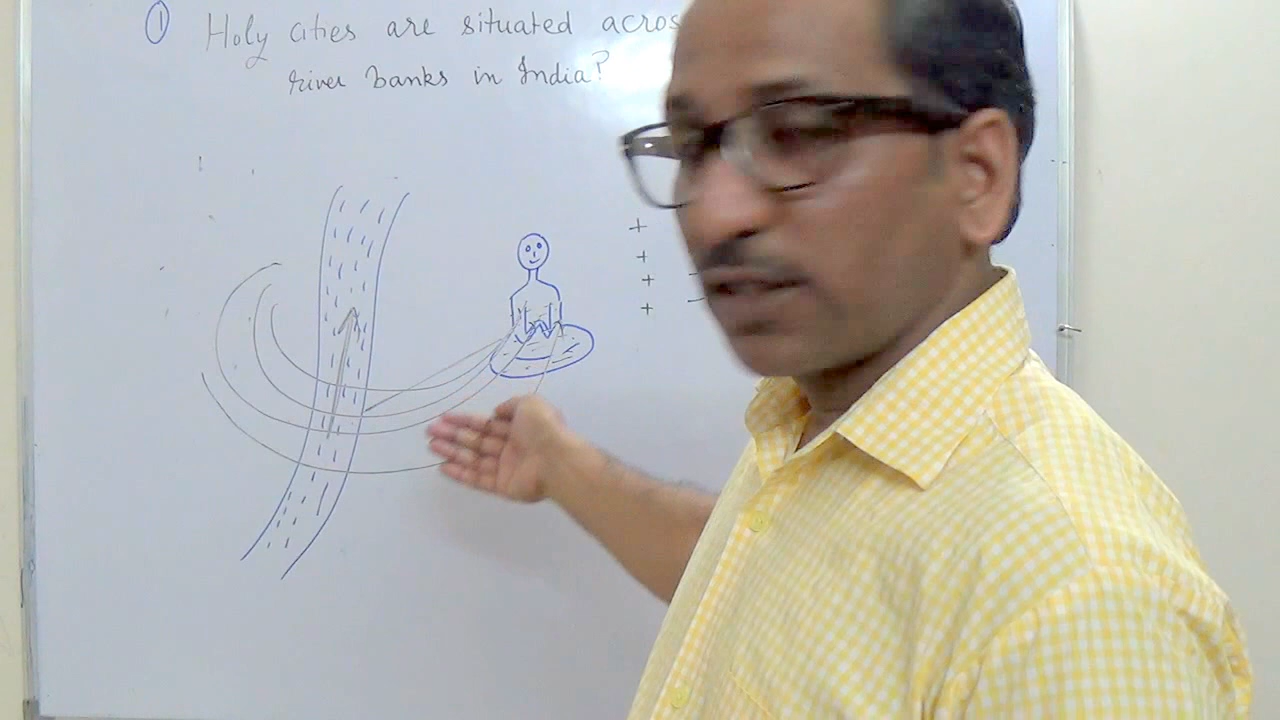 ① Holy cities are situated across
river banks in India?
+
+
+
+